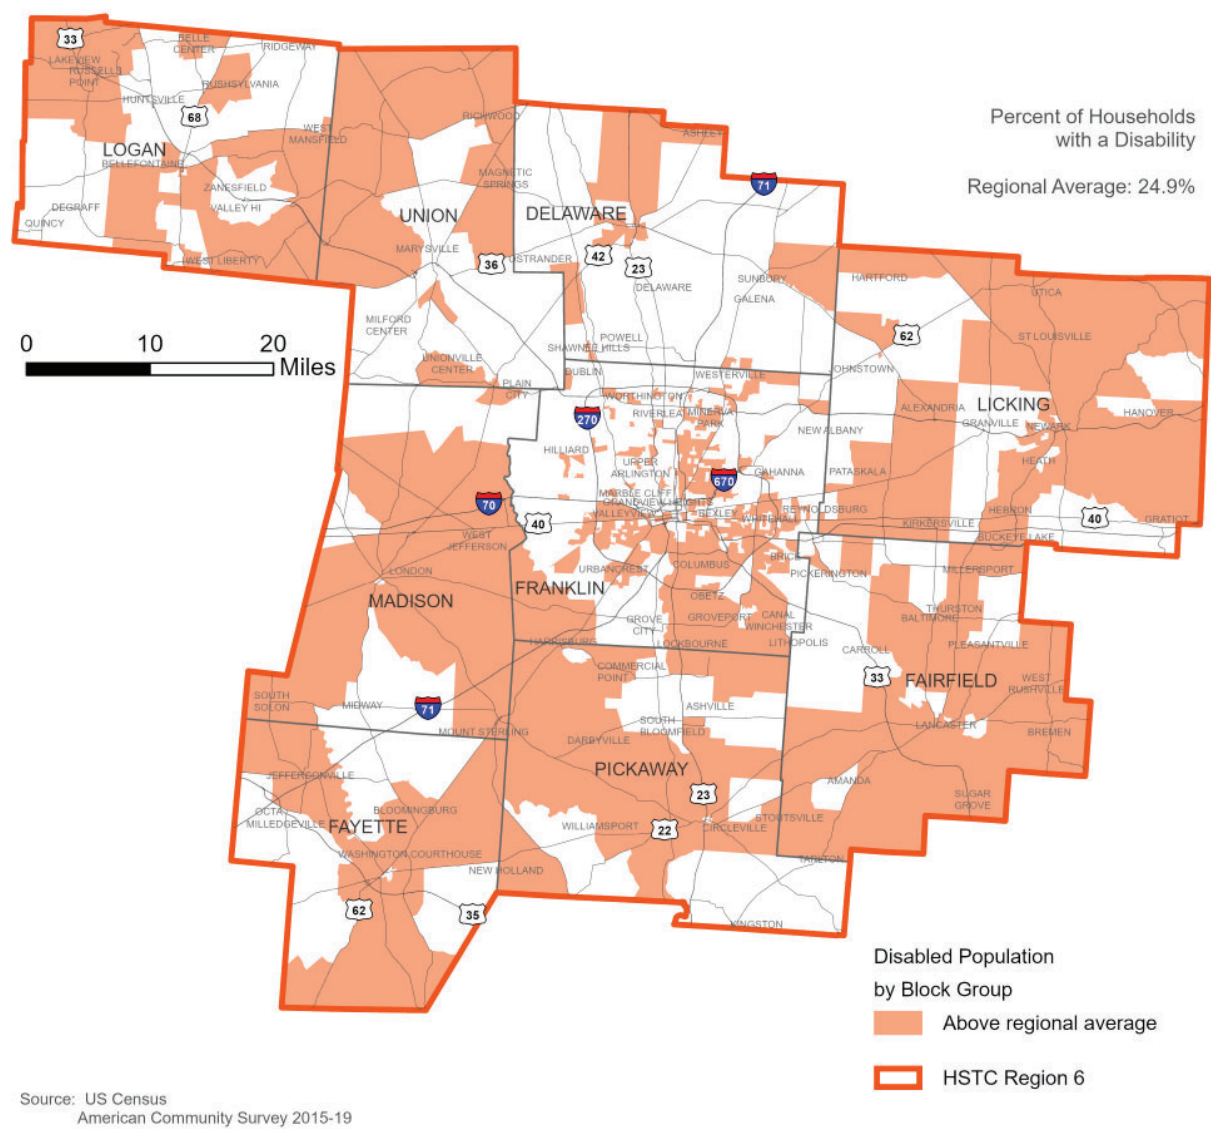 33
BELLE
CENTER
RIDGEWAY
LAKEVIEW
RUSSELLS
POINT
RUSHSYLVANIA
HUNTSVILLE
68
WEST
MANSFIELD
LOGAN
BELLEFONTAINE
ZANESFIELD
VALLEY HI
DEGRAFF
QUINCY
WEST LIBERTY
RICHWOOD
MAGNETIC
SPRINGS
UNION
MARYSVILLE
36
MILFORD
CENTER
UNIONVILLE
CENTER
PLAIN
CITY
ASHLEY
71
DELAWARE
OSTRANDER
42
23
DELAWARE
SUNBURY
GALENA
POWELL
SHAWNEE HILLS
DUBLIN
WESTERVILLE
Percent of Households
with a Disability
Regional Average: 24.9%
HARTFORD
UTICA
62
ST LOUISVILLE
JOHNSTOWN
ALEXANDRIA
LICKING
GRANVILLE
NEWARK
HANOVER
HEATH
PATASKALA
HEBRON
40
GRATIOT
KIRKERSVILLE
BUCKEYE LAKE
0
10
20
Miles
WORTHINGTON
270
RIVERLEA
MINERVA
PARK
NEW ALBANY
HILLIARD
UPPER
ARLINGTON
670
GAHANNA
MARBLE CLIFF
GRANDVIEW HEIGHTS
VALLEYVIEW
BEXLEY
WHITEHALL
REYNOLDSBURG
40
BRICE
URBANCREST
COLUMBUS
FRANKLIN
OBETZ
GROVE
CITY
GROVEPORT
CANAL
WINCHESTER
LITHOPOLIS
HARRISBURG
LOCKBOURNE
70
WEST
JEFFERSON
LONDON
MADISON
SOUTH
SOLON
MIDWAY
71
MOUNT STERLING
PICKERINGTON
MILLERSPORT
THURSTON
BALTIMORE
PLEASANTVILLE
CARROLL
33
FAIRFIELD
WEST
RUSHVILLE
LANCASTER
BREMEN
AMANDA
SUGAR
GROVE
COMMERCIAL
POINT
ASHVILLE
SOUTH
BLOOMFIELD
DARBYVILLE
PICKAWAY
23
STOUTSVILLE
WILLIAMSPORT
22
CIRCLEVILLE
TARLTON
KINGSTON
JEFFERSONVILLE
OCTA
MILLEDGEVILLE
BLOOMINGBURG
FAYETTE
WASHINGTON COURTHOUSE
NEW HOLLAND
62
35
Disabled Population
by Block Group
Above regional average
HSTC Region 6
Source: US Census
American Community Survey 2015-19